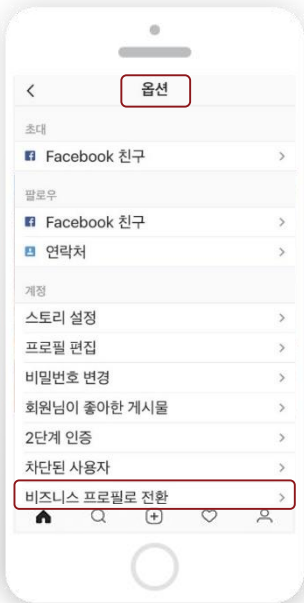 옵션
초대
Facebook 친구
팔로우
Facebook 친구
연락처
계정
스토리 설정
프로필 편집
비밀번호 변경
회원님이 좋아한 게시물
2단계 인증
차단된 사용자
비즈니스 프로필로 전환